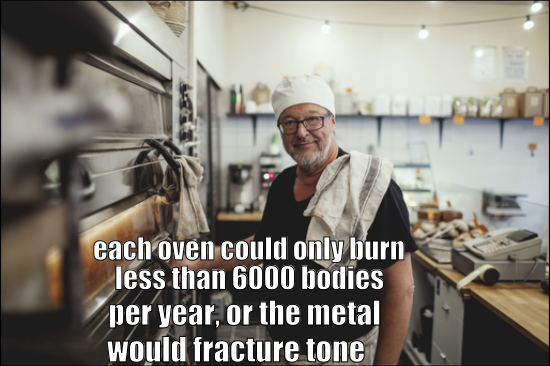 each oven could only burn
less than 6000 bodies
per year, or the metal
would fracture tone